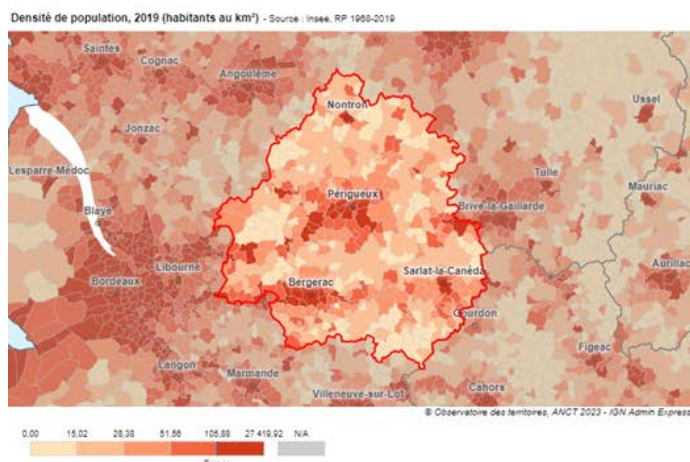 Densité de population, 2019 (habitants au km²) - Source : Insee, RP 1968-2019
Saintes
Cognac
Angoulême
Nontron
Ussel
Jonzac
Lesparre-Médoc
Tulle
Périgueux
Mauriac
Brive-la-Gaillarde
Blaye
Libourne
Bordeaux
Bergerac
Sarlat-la-Canéda
Aurillac
Gourdon
Langon
Marmande
Figeac
Villeneuve-sur-Lot
Cahors
© Observatoire des territoires, ANCT 2023 - IGN Admin Express
0,00 15,02 28,38 51,56 105,88 27 419,92 N/A